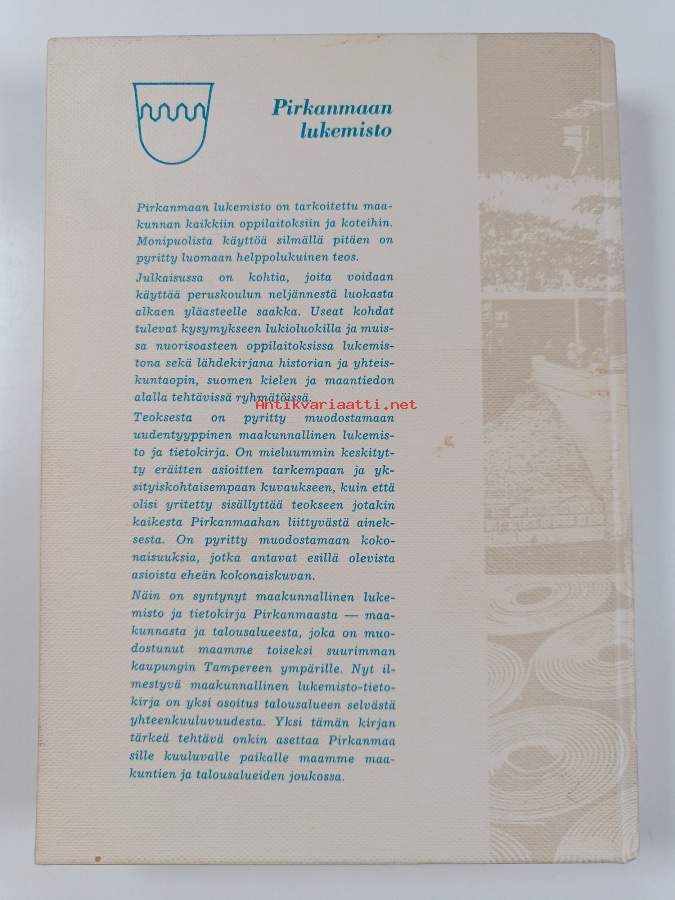 Pirkanmaan
lukemisto
Pirkanmaan lukemisto on tarkoitettu maa-
kunnan kaikkiin oppilaitoksiin ja koteihin.
Monipuolista käyttöä silmällä pitäen on
pyritty luomaan helppolukuinen teos.
Julkaisussa on kohtia, joita voidaan
käyttää peruskoulun neljännestä luokasta
alkaen yläasteelle saakka. Useat kohdat
tulevat kysymykseen lukioluokilla ja muis-
sa nuorisoasteen oppilaitoksissa lukemis-
tona sekä lähdekirjana historian ja yhteis-
kuntaopin, suomen kielen ja maantiedon
alalla tehtävissä ryhmätöissä.
Antikvariaatti.net
Teoksesta on pyritty muodostamaan
uudentyyppinen maakunnallinen lukemis-
to ja tietokirja. On mieluummin keskityt-
ty eräitten asioitten tarkempaan ja yk-
sityiskohtaisempaan kuvaukseen, kuin että
olisi yritetty sisällyttää teokseen jotakin
kaikesta Pirkanmaahan liittyvästä ainek-
sesta. On pyritty muodostamaan koko-
naisuuksia, jotka antavat esillä olevista
asioista eheän kokonaiskuvan.
Näin on syntynyt maakunnallinen luke-
misto ja tietokirja Pirkanmaasta — maa-
kunnasta ja talousalueesta, joka on muo-
dostunut maamme toiseksi suurimman
kaupungin Tampereen ympärille. Nyt il-
mestyvä maakunnallinen lukemisto-tieto-
kirja on yksi osoitus talousalueen selvästä
yhteenkuuluvuudesta. Yksi tämän kirjan
tärkeä tehtävä onkin asettaa Pirkanmaa
sille kuuluvalle paikalle maamme maa-
kuntien ja talousalueiden joukossa.